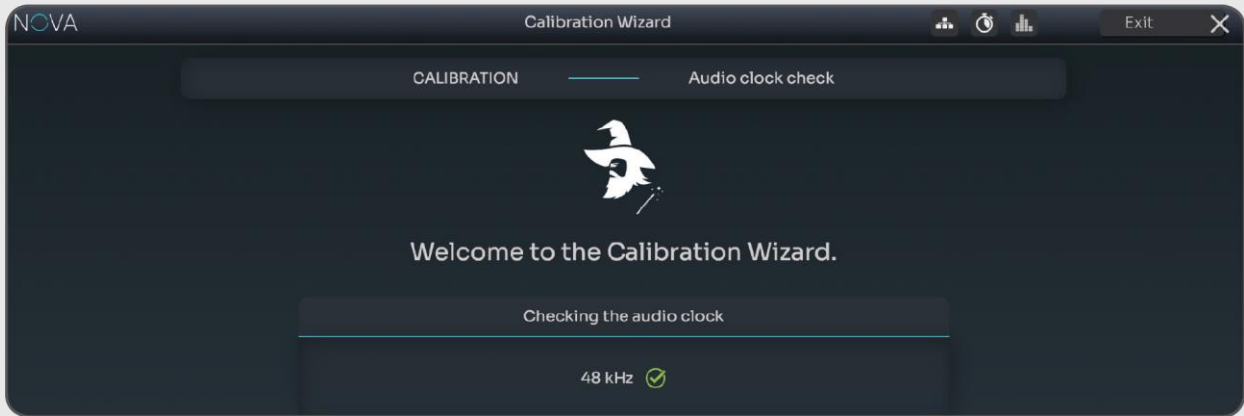 NOVA Calibration Wizard Exit
CALIBRATION Audio clock check
Welcome to the Calibration Wizard.
Checking the audio clock
48 kHz